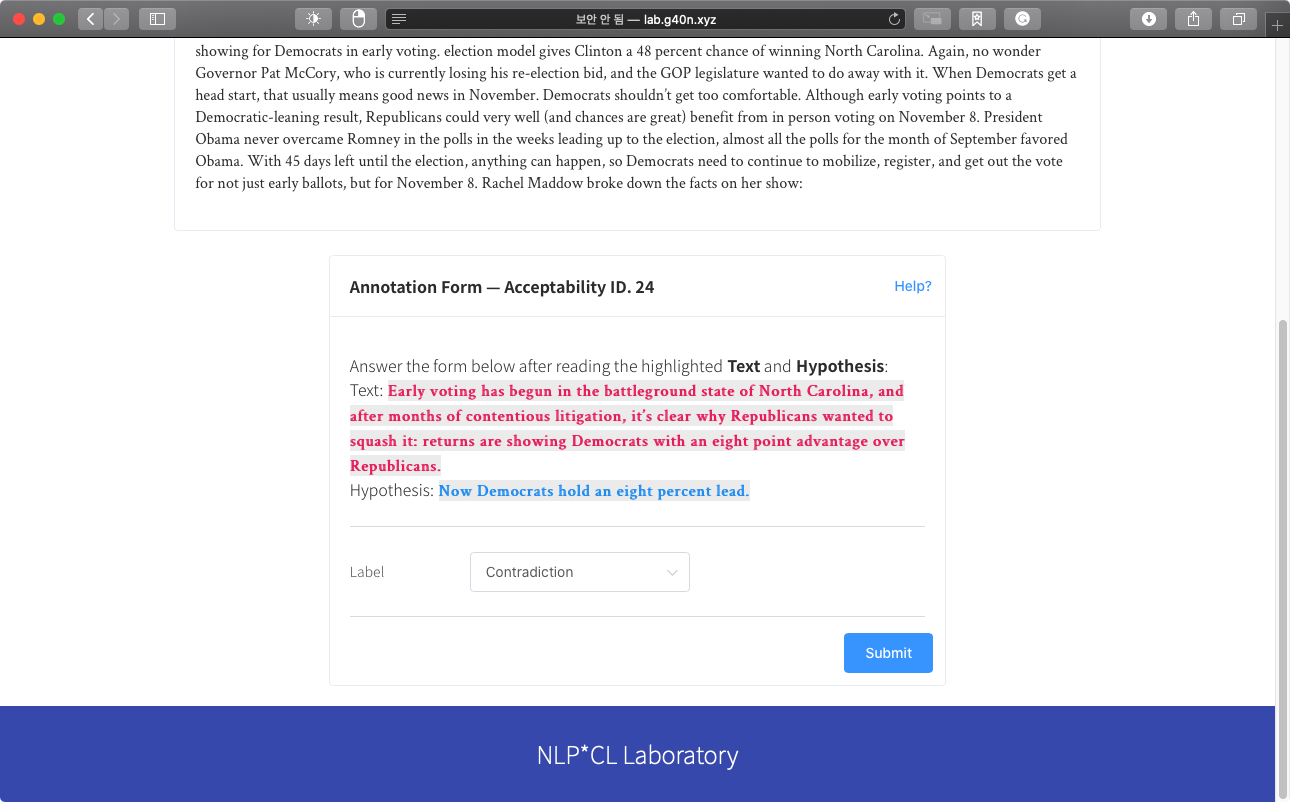 보안 안 됨 — lab.g40n.xyz
showing for Democrats in early voting. election model gives Clinton a 48 percent chance of winning North Carolina. Again, no wonder
Governor Pat McCory, who is currently losing his re-election bid, and the GOP legislature wanted to do away with it. When Democrats get a
head start, that usually means good news in November. Democrats shouldn't get too comfortable. Although early voting points to a
Democratic-leaning result, Republicans could very well (and chances are great) benefit from in person voting on November 8. President
Obama never overcame Romney in the polls in the weeks leading up to the election, almost all the polls for the month of September favored
Obama. With 45 days left until the election, anything can happen, so Democrats need to continue to mobilize, register, and get out the vote
for not just early ballots, but for November 8. Rachel Maddow broke down the facts on her show:
Annotation Form — Acceptability ID. 24
Help?
Answer the form below after reading the highlighted Text and Hypothesis:
Text: Early voting has begun in the battleground state of North Carolina, and
after months of contentious litigation, it's clear why Republicans wanted to
squash it: returns are showing Democrats with an eight point advantage over
Republicans.
Hypothesis: Now Democrats hold an eight percent lead.
Label
Contradiction
Submit
NLP*CL Laboratory